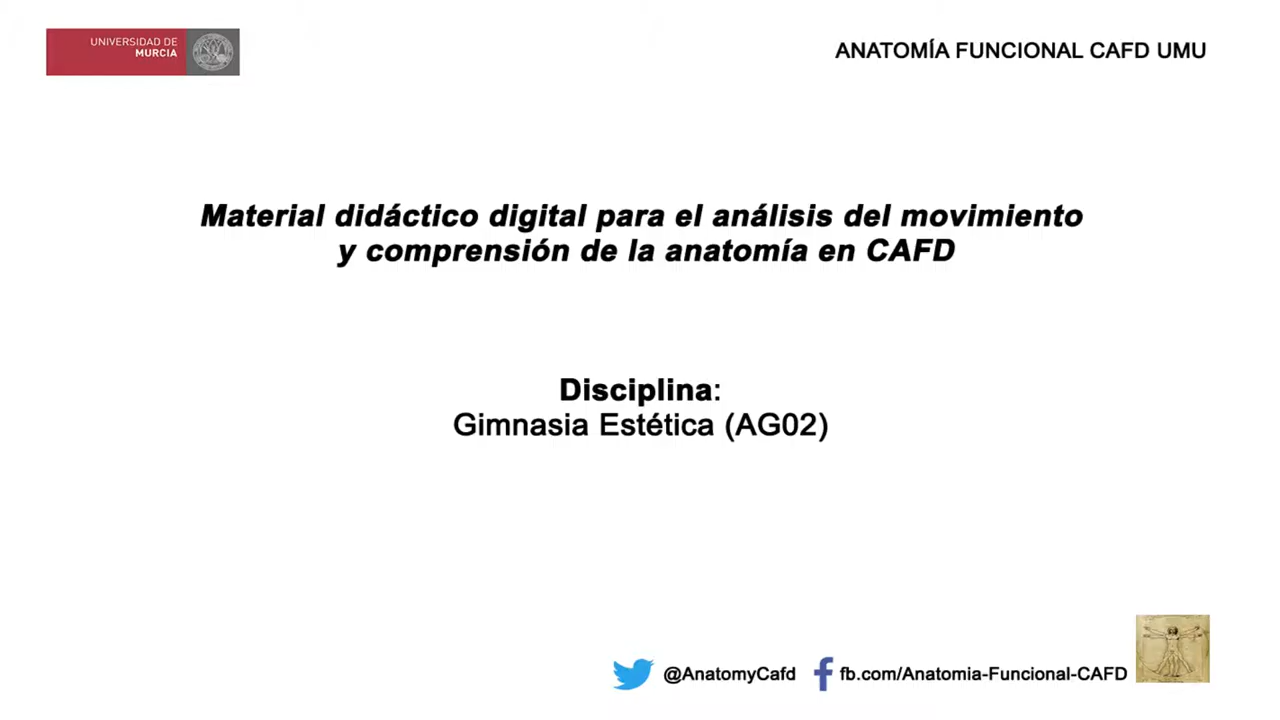 UNIVERSIDAD DE
MURCIA
ANATOMÍA FUNCIONAL CAFD UMU
Material didáctico digital para el análisis del movimiento
y comprensión de la anatomía en CAFD
Disciplina:
Gimnasia Estética (AG02)
@AnatomyCafd
fb.com/Anatomia-Funcional-CAFD